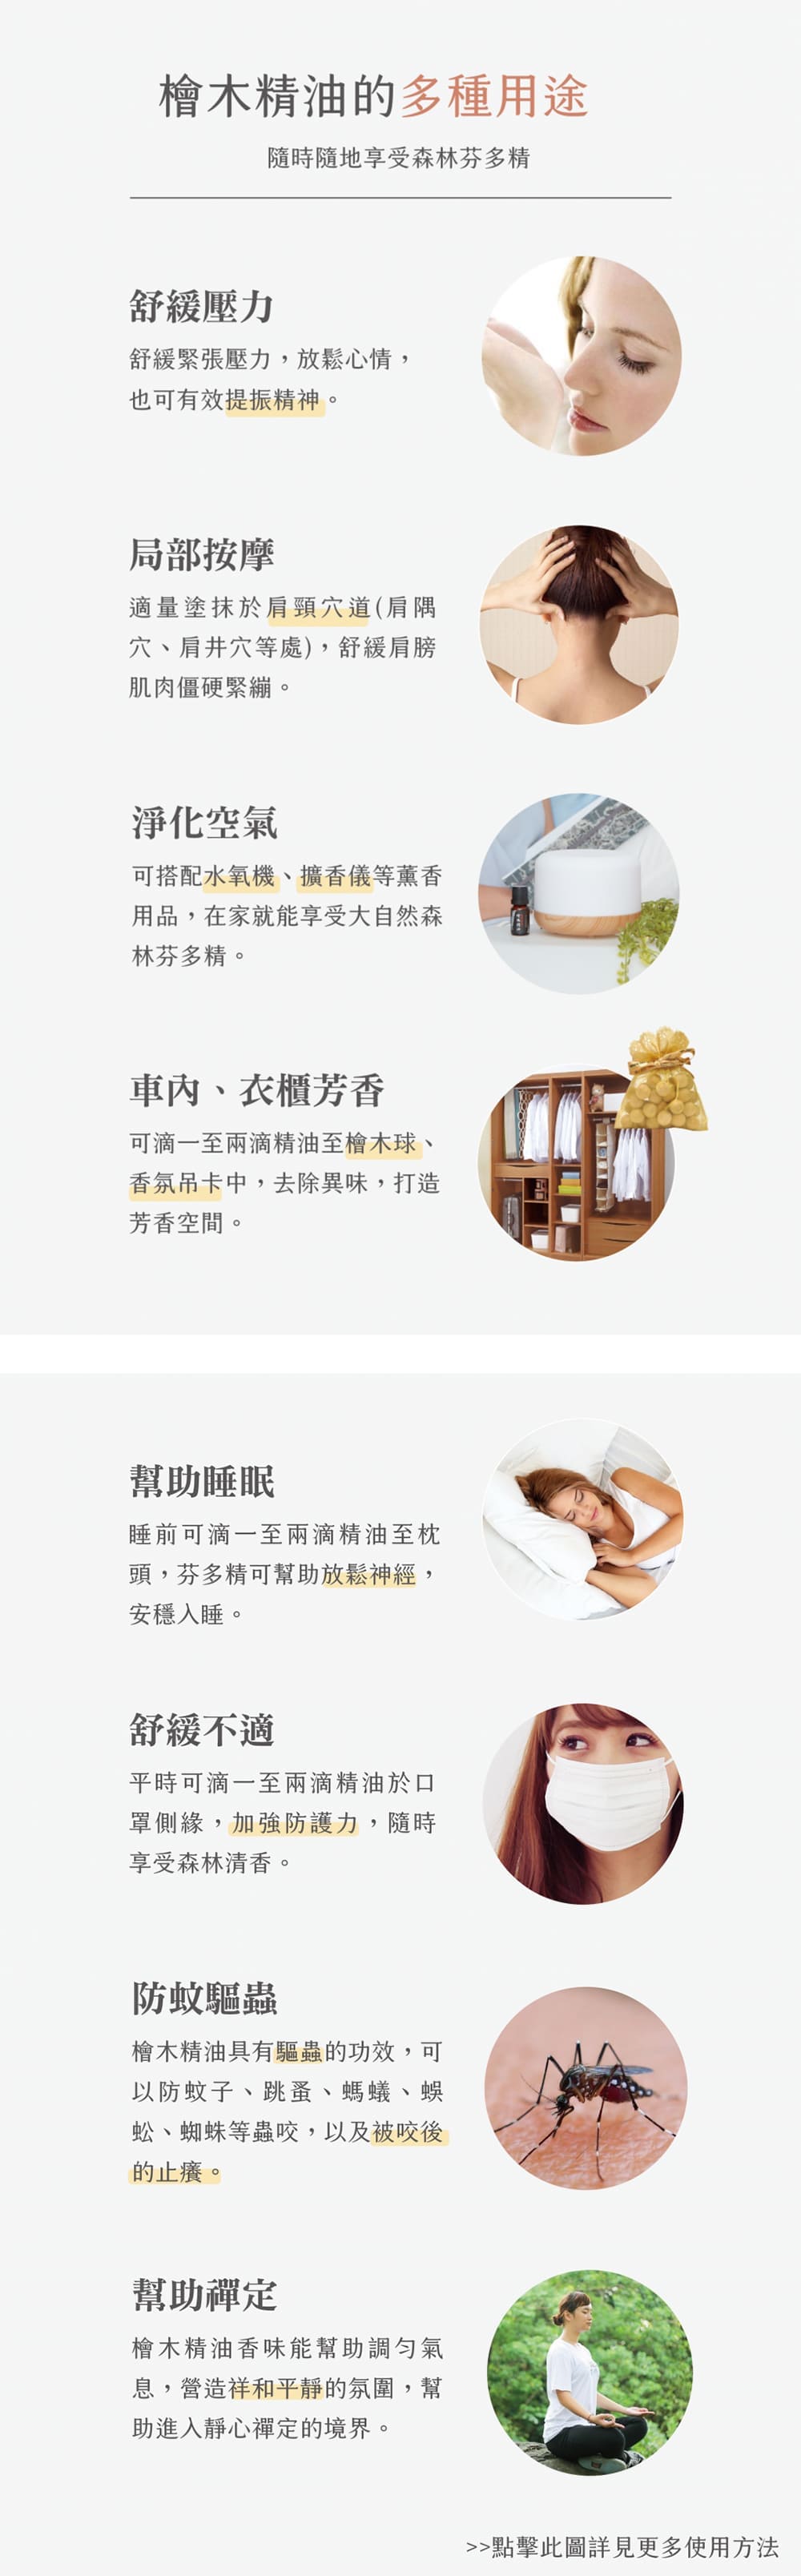 檜木精油的多種用途
隨時隨地享受森林芬多精
舒緩壓力
舒緩緊張壓力，放鬆心情，
也可有效提振精神。
局部按摩
適量塗抹於肩頸穴道(肩隅
穴、肩井穴等處)，舒緩肩膀
肌肉僵硬緊繃。
淨化空氣
可搭配水氧機、擴香儀等薰香
用品，在家就能享受大自然森
林芬多精。
車內、衣櫃芳香
可滴一至兩滴精油至檜木球、
香氛吊卡中，去除異味，打造
芳香空間。
幫助睡眠
睡前可滴一至兩滴精油至枕
頭，芬多精可幫助放鬆神經，
安穩入睡。
舒緩不適
平時可滴一至兩滴精油於口
罩側緣，加強防護力，隨時
享受森林清香。
防蚊驅蟲
檜木精油具有驅蟲的功效，可
以防蚊子、跳蚤、螞蟻、蜈
蚣、蜘蛛等蟲咬，以及被咬後
的止癢。
幫助禪定
檜木精油香味能幫助調勻氣
息，營造祥和平靜的氛圍，幫
助進入靜心禪定的境界。
>>點擊此圖詳見更多使用方法